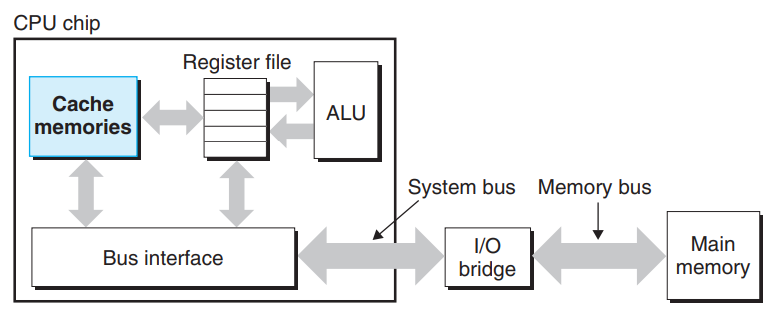 CPU chip
Register file
Cache
memories
ALU
System bus
Memory bus
Bus interface
I/O
bridge
Main
memory